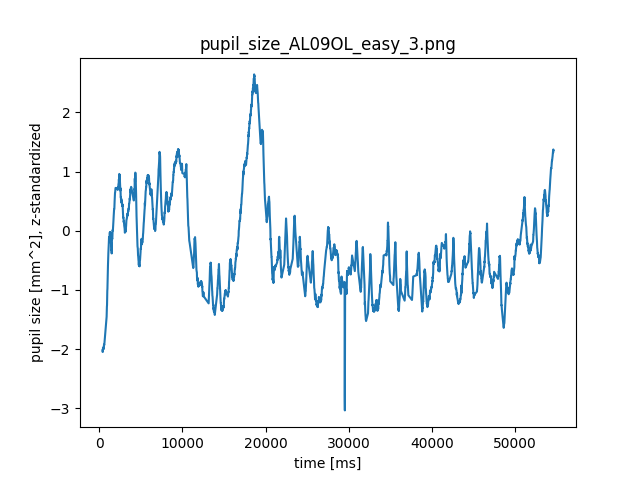 pupil_size_AL09OL_easy_3.png
pupil size [mm^2], z-standardized
2
1
0
−1
−2
−3
0 10000 20000 30000 40000 50000
time [ms]